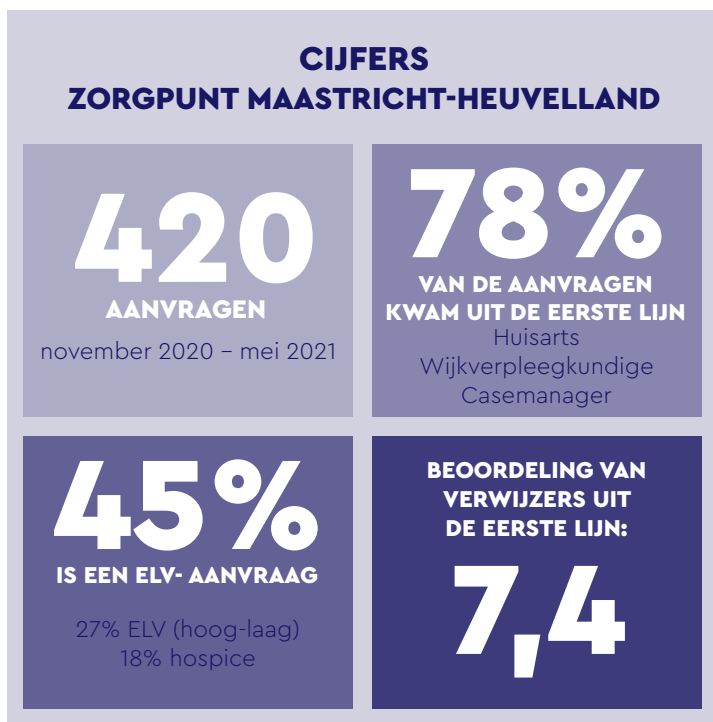 CIJFERS
ZORGPUNT MAASTRICHT-HEUVELLAND
420
AANVRAGEN
november 2020 – mei 2021
78%
VAN DE AANVRAGEN
KWAM UIT DE EERSTE LIJN
Huisarts
Wijkverpleegkundige
Casemanager
45%
IS EEN ELV- AANVRAAG
27% ELV (hoog-laag)
18% hospice
BEOORDELING VAN
VERWIJZERS UIT
DE EERSTE LIJN:
7,4